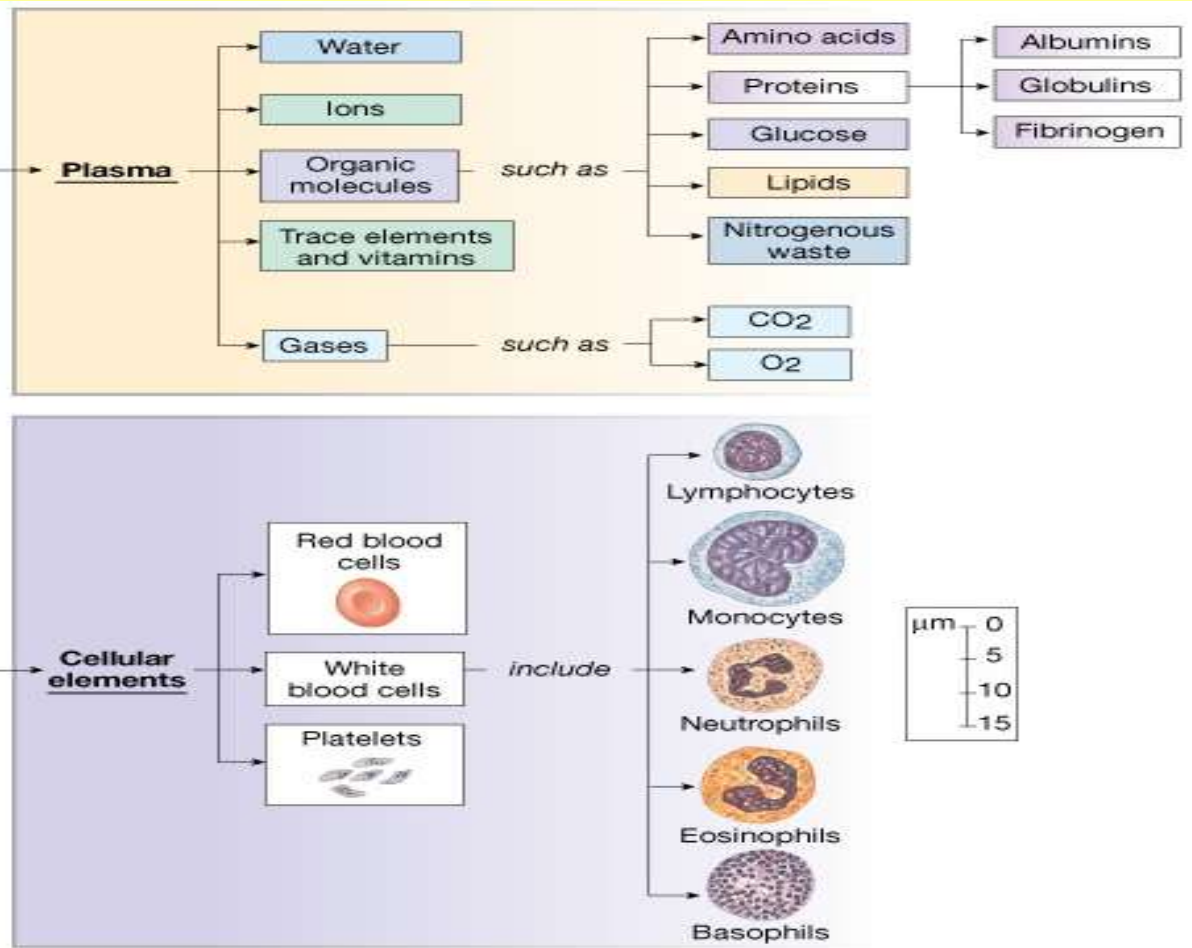 Plasma
Water
Ions
Organic
molecules
Trace elements
and vitamins
Gases
such as
Amino acids
Proteins
Glucose
Lipids
Nitrogenous
waste
Albumins
Globulins
Fibrinogen
such as
CO2
O2
Cellular
elements
Red blood
cells
White
blood cells
Platelets
include
Lymphocytes
Monocytes
Neutrophils
Eosinophils
Basophils
μm 0
5
10
15